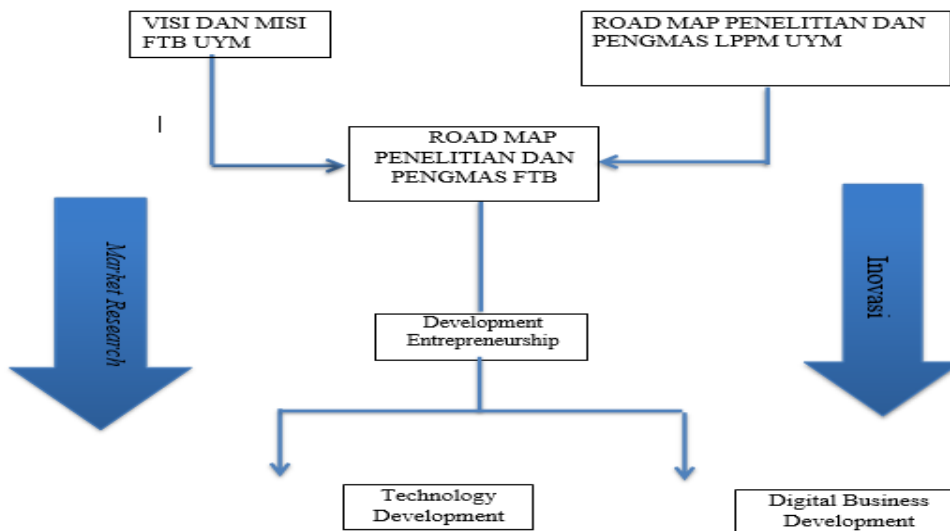 VISI DAN MISI
FTB UYM
ROAD MAP PENELITIAN DAN
PENGMAS LPPM UYM
ROAD MAP
PENELITIAN DAN
PENGMAS FTB
Market Research
Inovasi
Development
Entrepreneurship
Technology
Development
Digital Business
Development